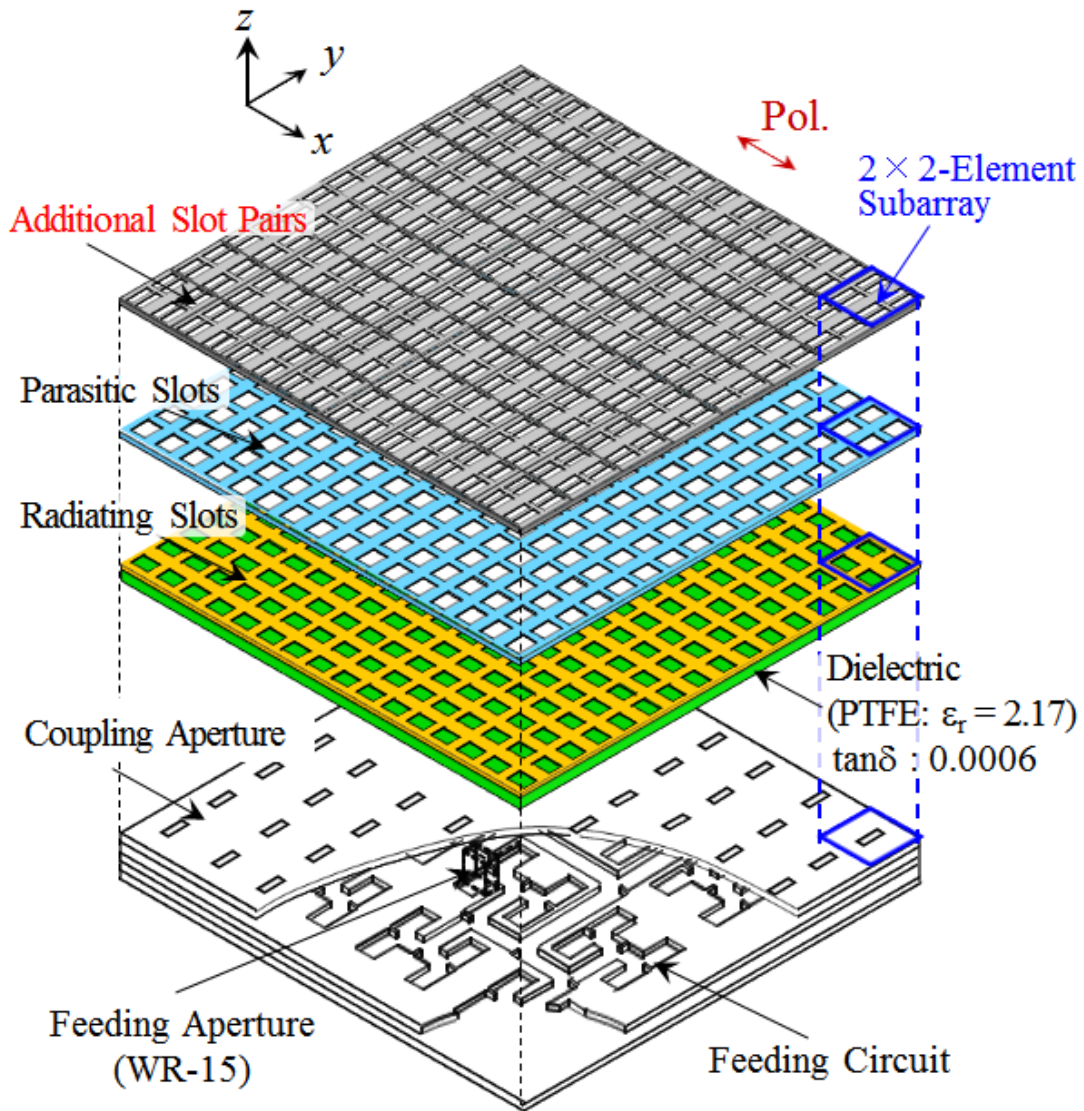 z
y
x
Pol.
2 × 2-Element
Subarray
Additional Slot Pairs
Parasitic Slots
Radiating Slots
Dielectric
(PTFE: εr = 2.17)
tanδ : 0.0006
Coupling Aperture
Feeding Aperture
(WR-15)
Feeding Circuit